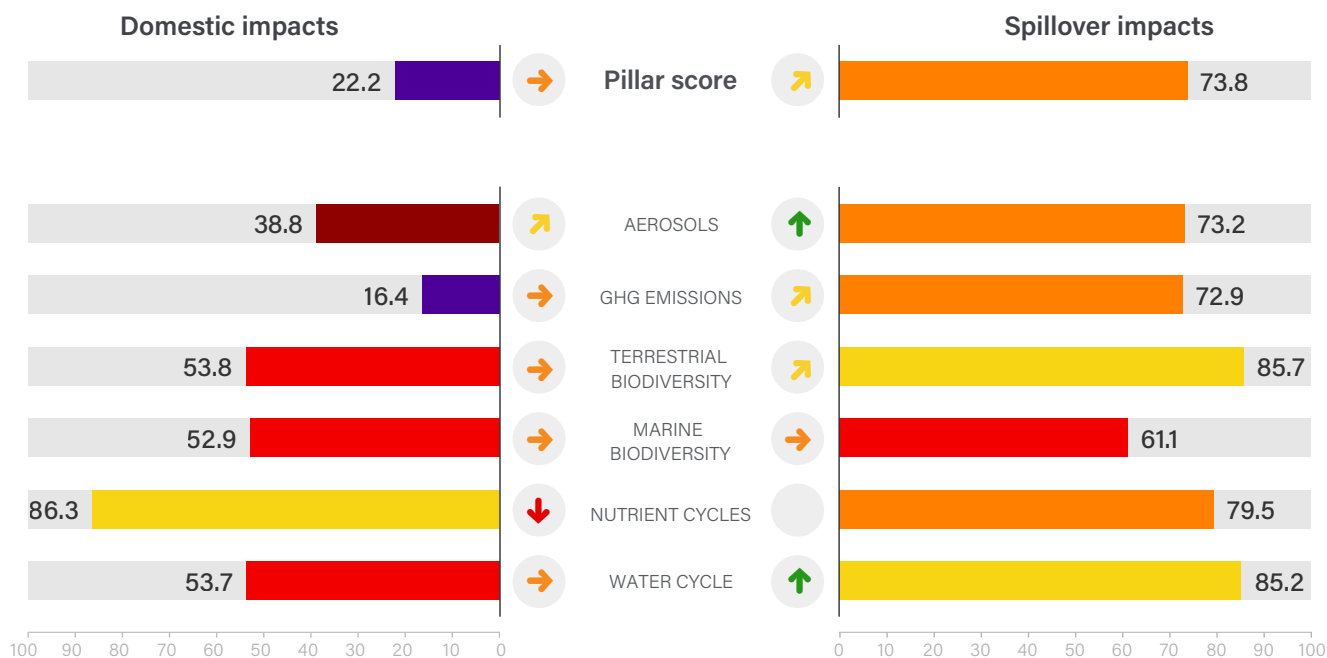 Domestic impacts
Spillover impacts
22.2 Pillar score 73.8
38.8 AEROSOLS 73.2
16.4 GHG EMISSIONS 72.9
53.8 TERRESTRIAL 85.7
BIODIVERSITY
52.9 MARINE 61.1
BIODIVERSITY
86.3 NUTRIENT CYCLES 79.5
53.7 WATER CYCLE 85.2
100 90 80 70 60 50 40 30 20 10 0
0 10 20 30 40 50 60 70 80 90 100